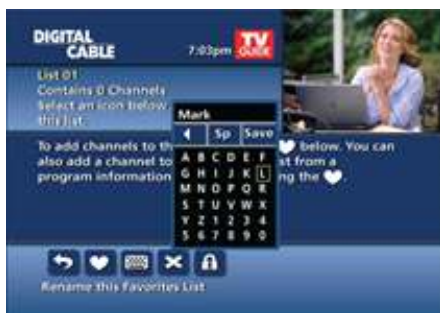 DIGITAL
CABLE
7:03pm
TV
GUIDE
List 01
Contains 0 Channels
Select an icon below
this list.
Mark
Sp Save
A B C D E F
G H I J K L
M N O P Q R
S T U V W X
Y Z 1 2 3 4
5 6 7 8 9 0
To add channels to th below. You can
also add a channel to st from a
program information ng the
Rename this Favorites List